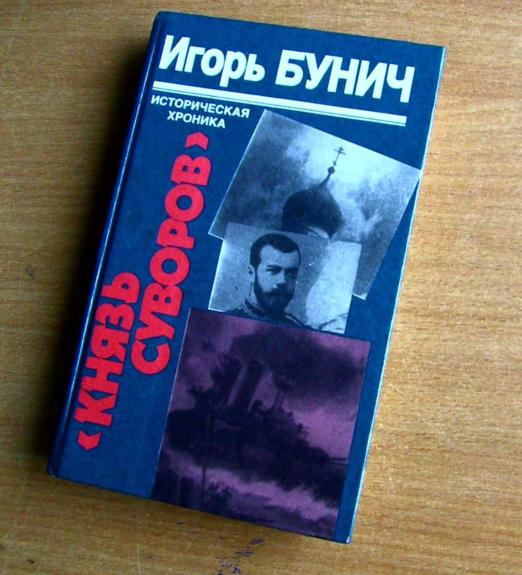 Игорь БУНИЧ
ИСТОРИЧЕСКАЯ
ХРОНИКА
«КНЯЗЬ
СУВОРОВ»